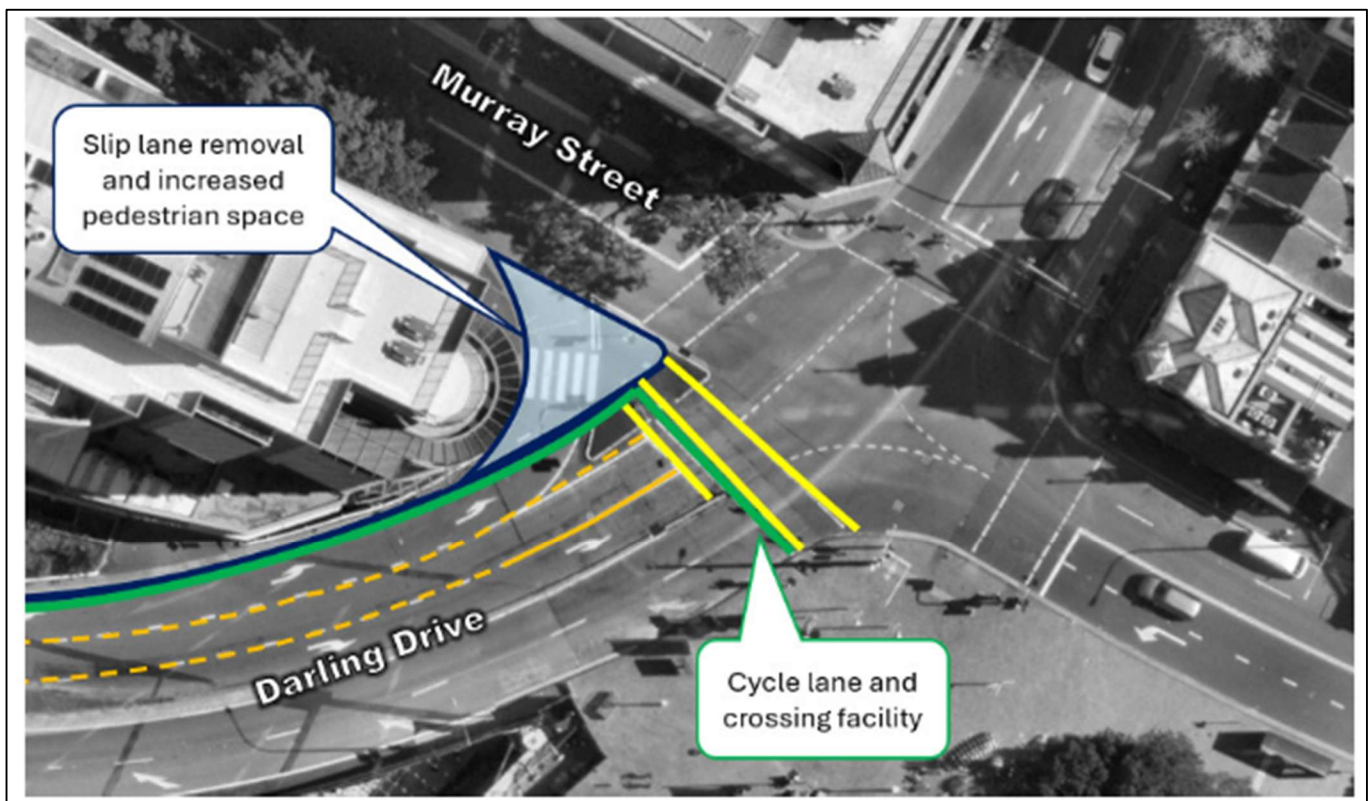 Murray Street
Slip lane removal
and increased
pedestrian space
Darling Drive
Cycle lane and
crossing facility